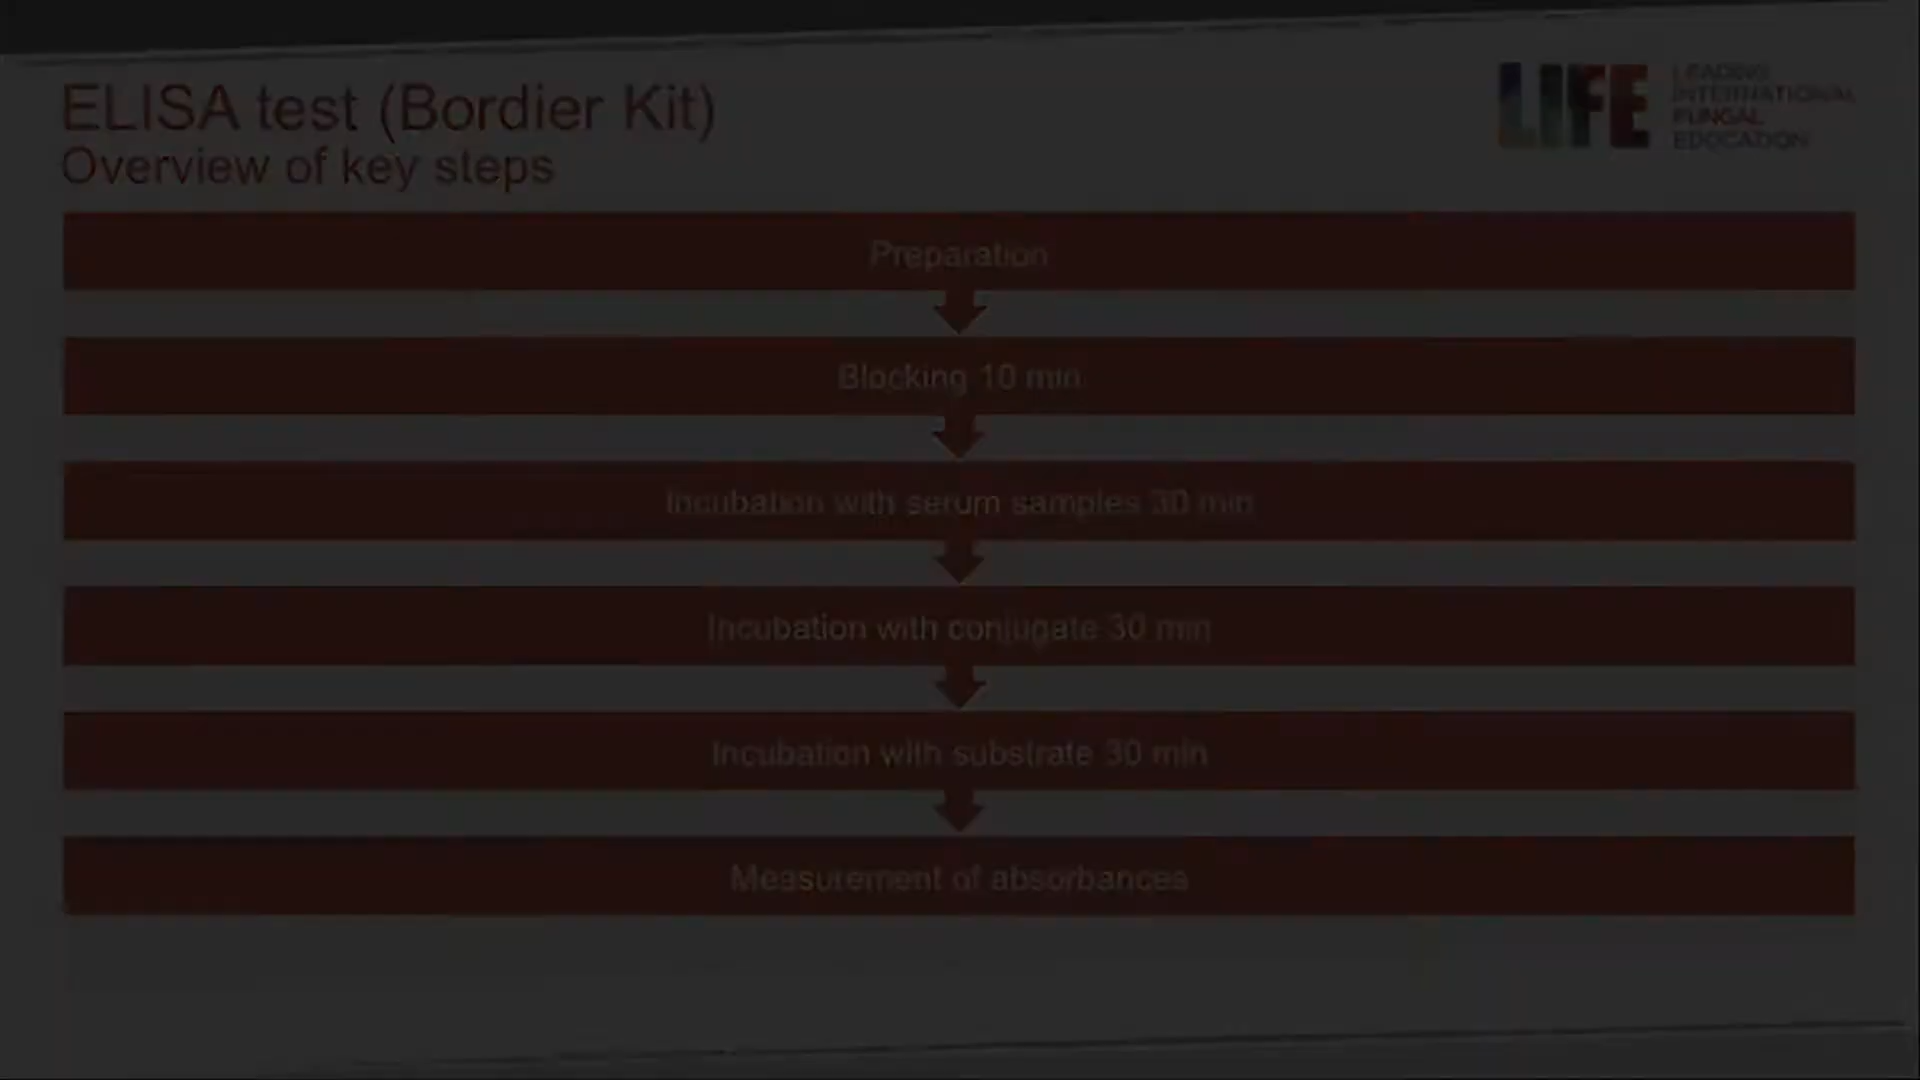 ELISA test (Bordier Kit)
Overview of key steps
LIFE
LEADING
INTERNATIONAL
FUNGAL
EDUCATION
Preparation
Blocking 10 min
Incubation with serum samples 30 min
Incubation with conjugate 30 min
Incubation with substrate 30 min
Measurement of absorbances